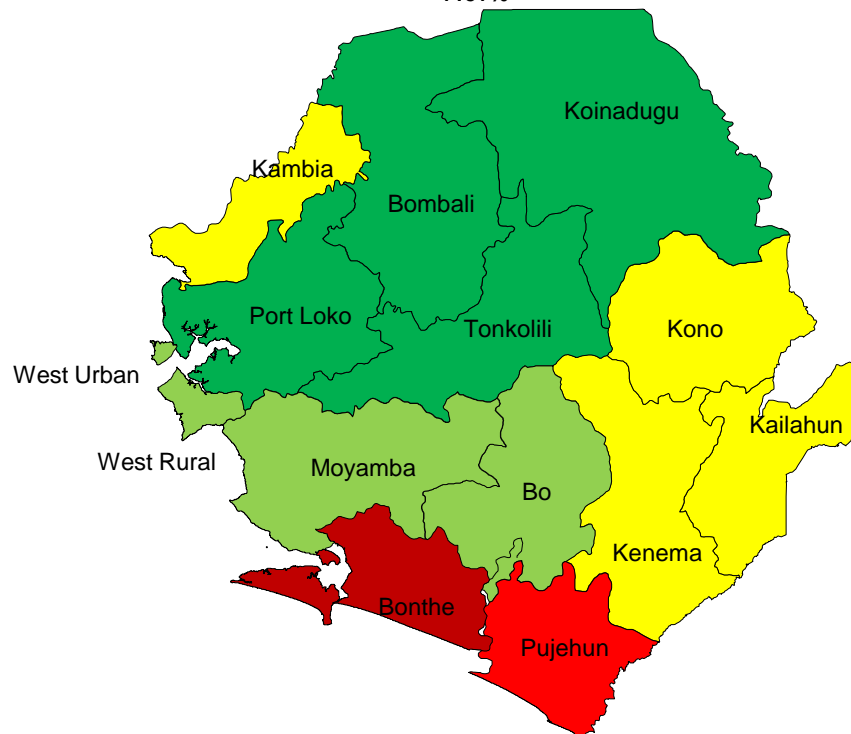 Koinadugu
Kambia
Bombali
Port Loko
Tonkolili
Kono
West Urban
Kailahun
West Rural
Moyamba
Bo
Kenema
Bonthe
Pujehun